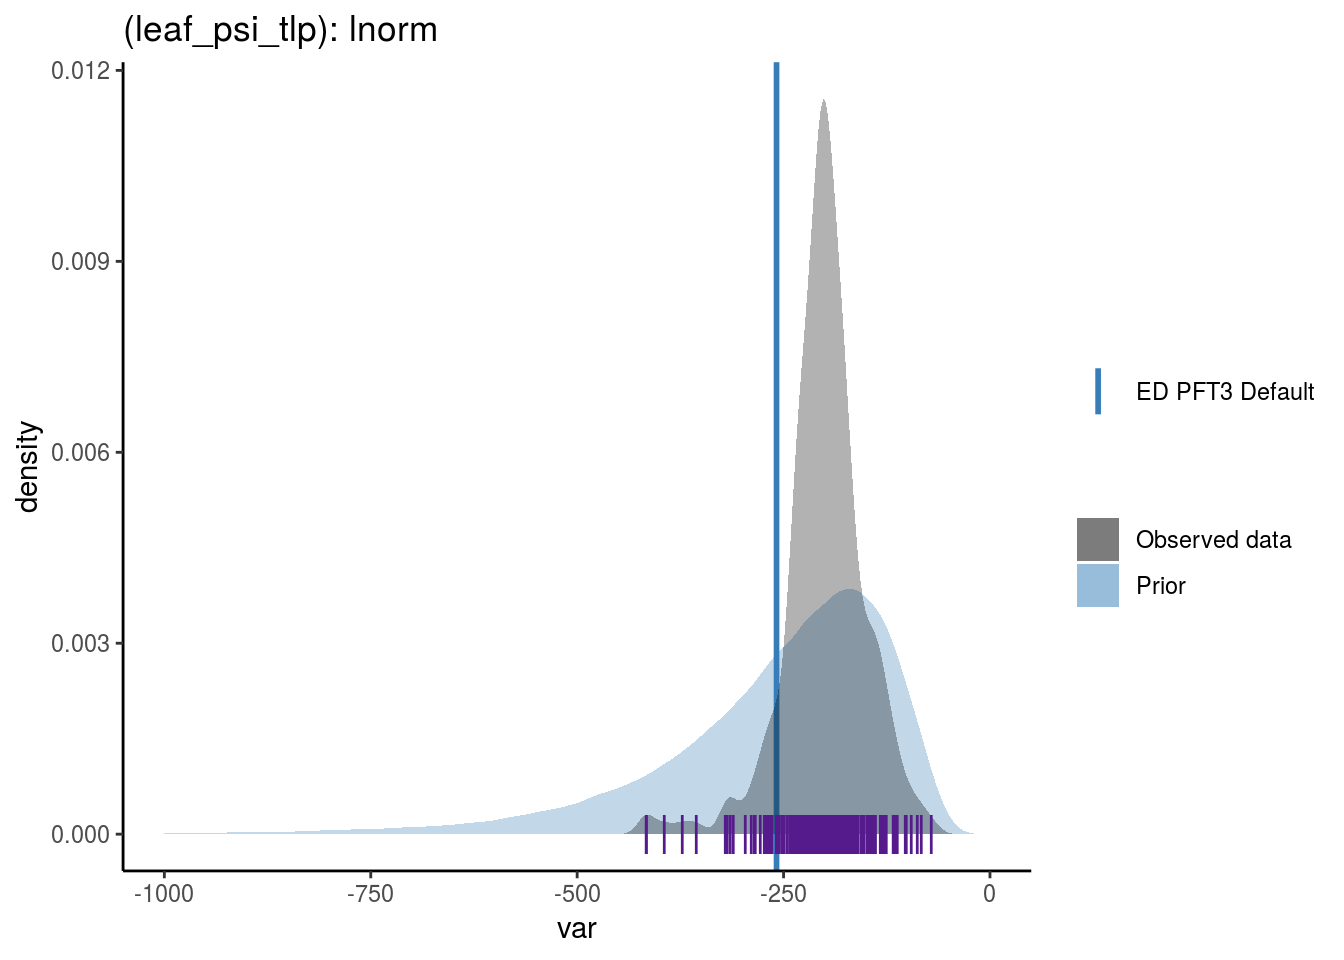 (leaf_psi_tlp): lnorm
0.012
0.009
0.006
0.003
0.000
density
-1000
-750
-500
-250
0
var
ED PFT3 Default
Observed data
Prior